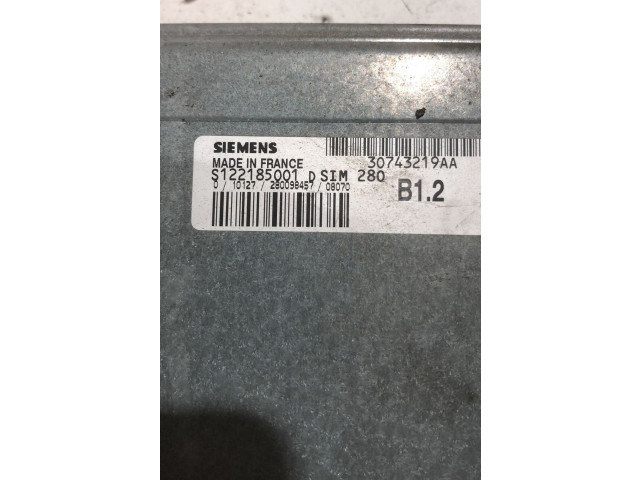 SIEMENS
MADE IN FRANCE
30743219AA
S122185001 D SIM 280
0 / 10127 / 280098457 / 08070
B1.2